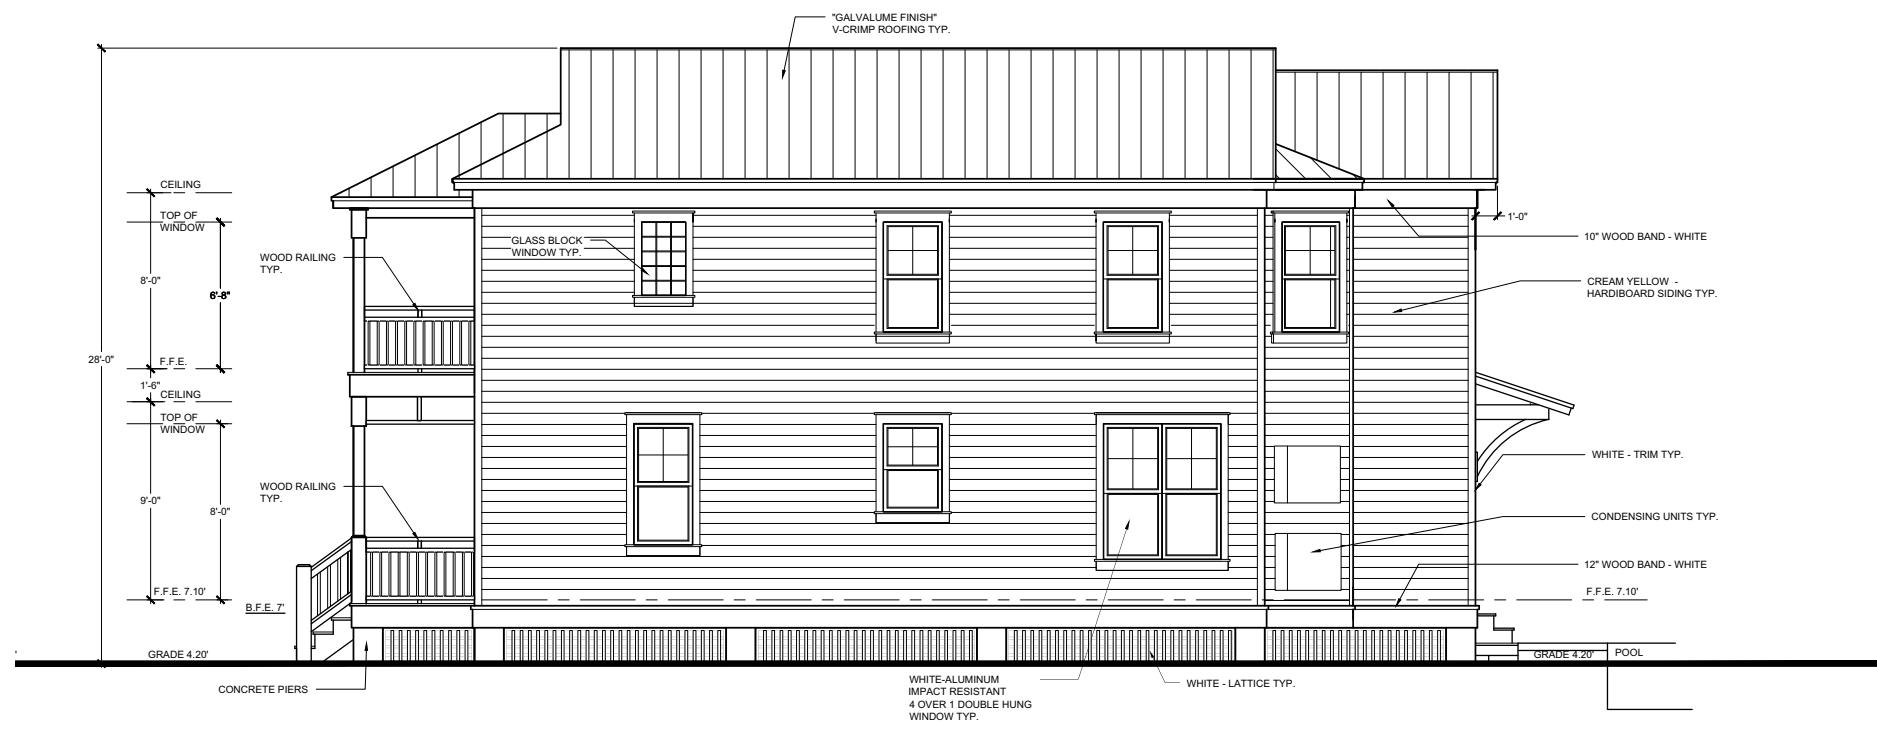 "GALVALUME FINISH"
V-CRIMP ROOFING TYP.
CEILING
TOP OF
WINDOW
1'-0"
10" WOOD BAND - WHITE
GLASS BLOCK
WINDOW TYP.
WOOD RAILING
TYP.
8'-0"
6'-8"
CREAM YELLOW -
HARDIBOARD SIDING TYP.
28'-0"
F.F.E.
1'-6"
CEILING
TOP OF
WINDOW
WHITE - TRIM TYP.
WOOD RAILING
TYP.
9'-0"
8'-0"
CONDENSING UNITS TYP.
12" WOOD BAND - WHITE
F.F.E. 7.10'
F.F.E. 7.10'
B.F.E. 7'
GRADE 4.20'
GRADE 4.20'
POOL
CONCRETE PIERS
WHITE-ALUMINUM
IMPACT RESISTANT
4 OVER 1 DOUBLE HUNG
WINDOW TYP.
WHITE - LATTICE TYP.